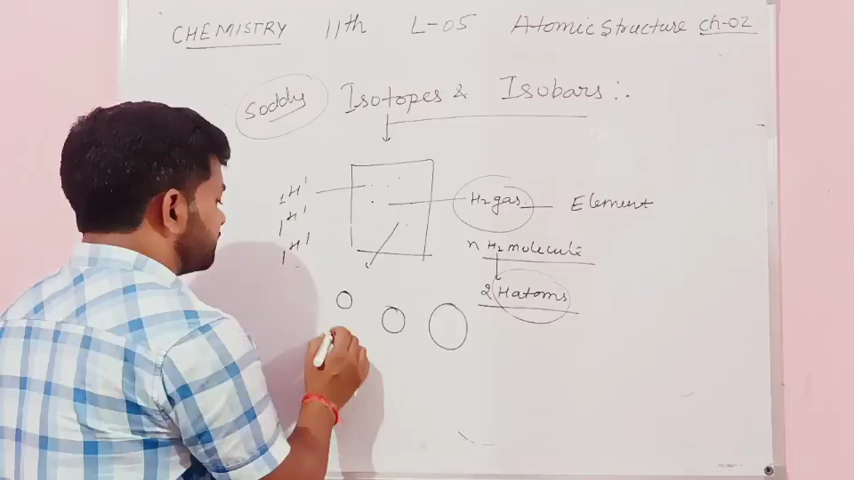 CHEMISTRY 11th L-05 Atomic Structure ch-02
Soddy Isotopes & Isobars :.
1H1
1H1
1H1
H2 gas — Element
n H2 molecule
2 H atoms